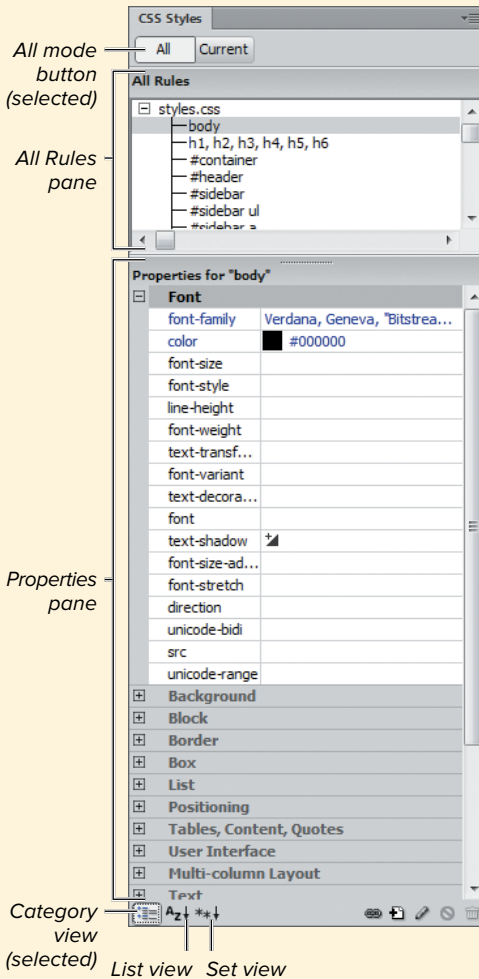 CSS Styles
All mode button (selected)
All Current
All Rules
All Rules pane
styles.css
body
h1, h2, h3, h4, h5, h6
#container
#header
#sidebar
#sidebar ul
#sidebar a
Properties for "body"
Properties pane
Font
font-family Verdana, Geneva, "Bitstrea...
color #000000
font-size
font-style
line-height
font-weight
text-transf...
font-variant
text-decora...
font
text-shadow
font-size-ad...
font-stretch
direction
unicode-bidi
src
unicode-range
Background
Block
Border
Box
List
Positioning
Tables, Content, Quotes
User Interface
Multi-column Layout
Text
Category view (selected)
Az↓ **↓
List view Set view